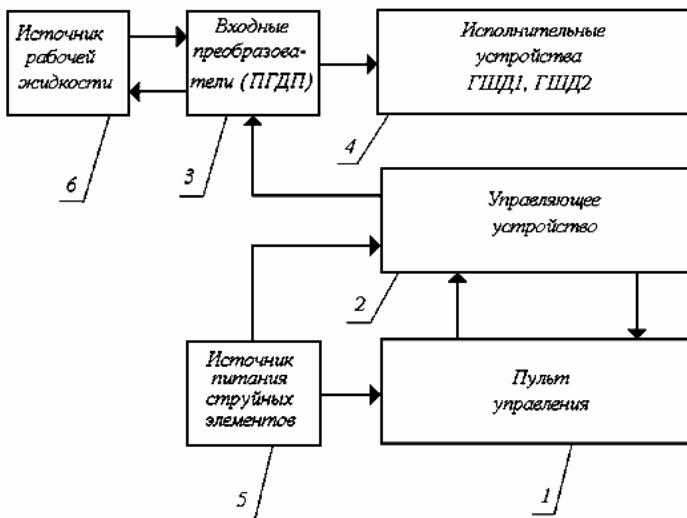 Источник
рабочей
жидкости
Входные
преобразова-
тели (ПГДП)
Исполнительные
устройства
ГШД1, ГШД2
6
3
4
Управляющее
устройство
2
Источник
питания
струйных
элементов
Пульт
управления
5
1